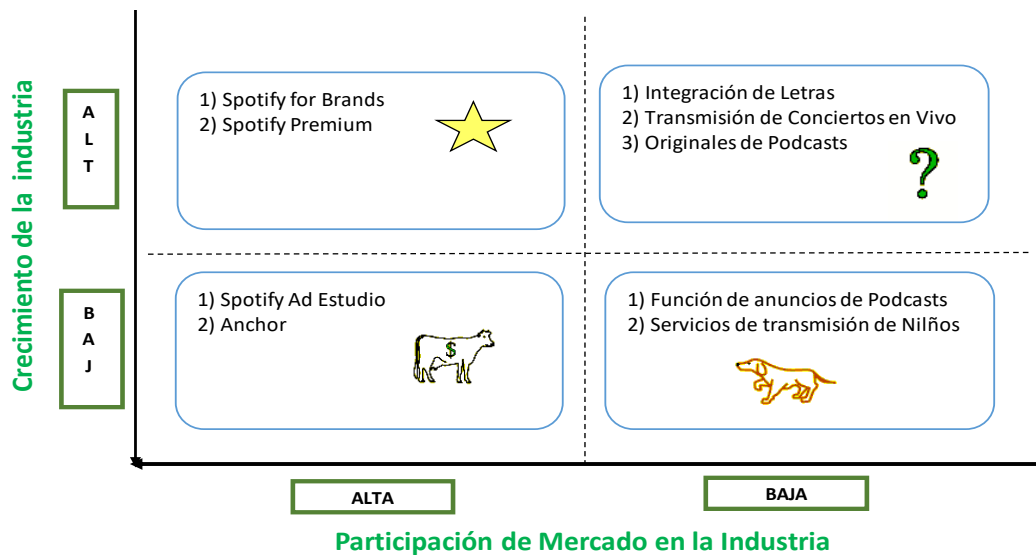 Crecimiento de la industria
A
L
T
1) Spotify for Brands
2) Spotify Premium
1) Integración de Letras
2) Transmisión de Conciertos en Vivo
3) Originales de Podcasts
?
B
A
J
1) Spotify Ad Estudio
2) Anchor
$
1) Función de anuncios de Podcasts
2) Servicios de transmisión de Nilños
ALTA
BAJA
Participación de Mercado en la Industria